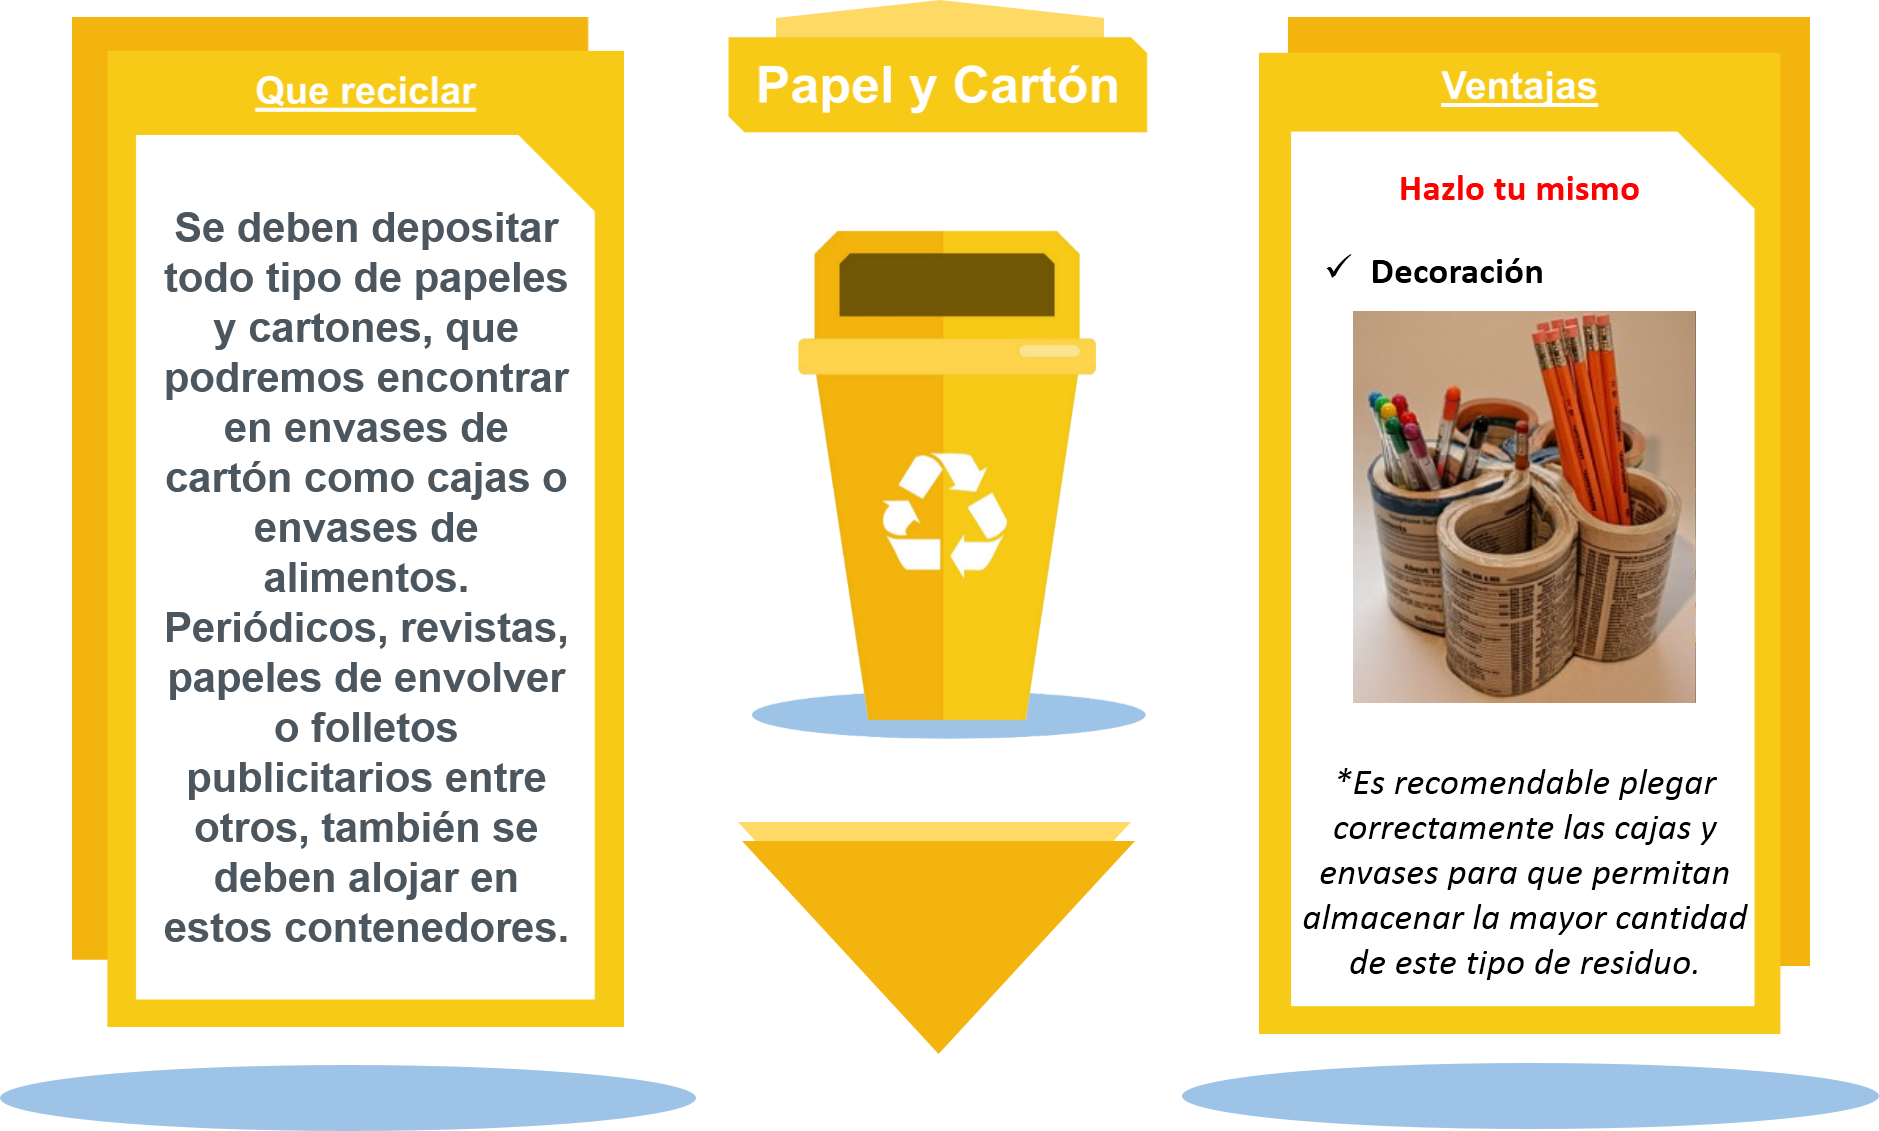 Que reciclar
Se deben depositar
todo tipo de papeles
y cartones, que
podremos encontrar
en envases de
cartón como cajas o
envases de
alimentos.
Periódicos, revistas,
papeles de envolver
o folletos
publicitarios entre
otros, también se
deben alojar en
estos contenedores.
Papel y Cartón
Ventajas
Hazlo tu mismo
✓ Decoración
*Es recomendable plegar
correctamente las cajas y
envases para que permitan
almacenar la mayor cantidad
de este tipo de residuo.